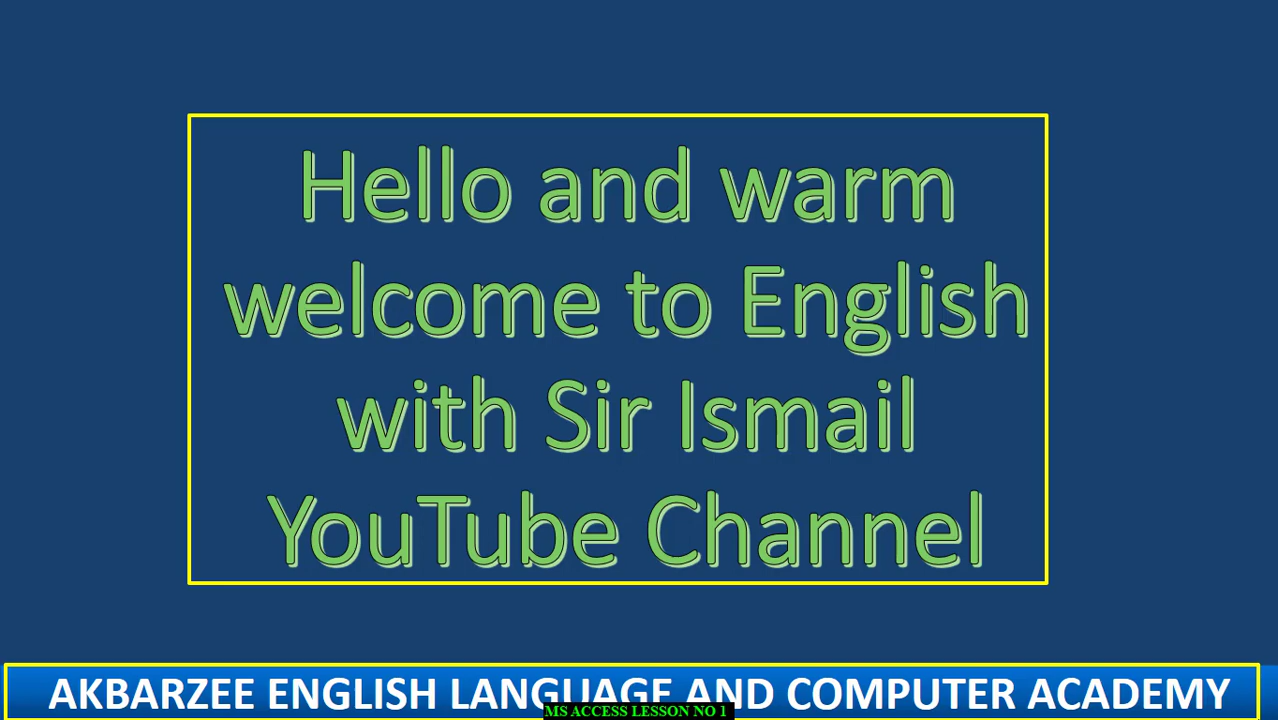 Hello and warm
welcome to English
with Sir Ismail
YouTube Channel
AKBARZEE ENGLISH LANGUAGE AND COMPUTER ACADEMY
MS ACCESS LESSON NO 1